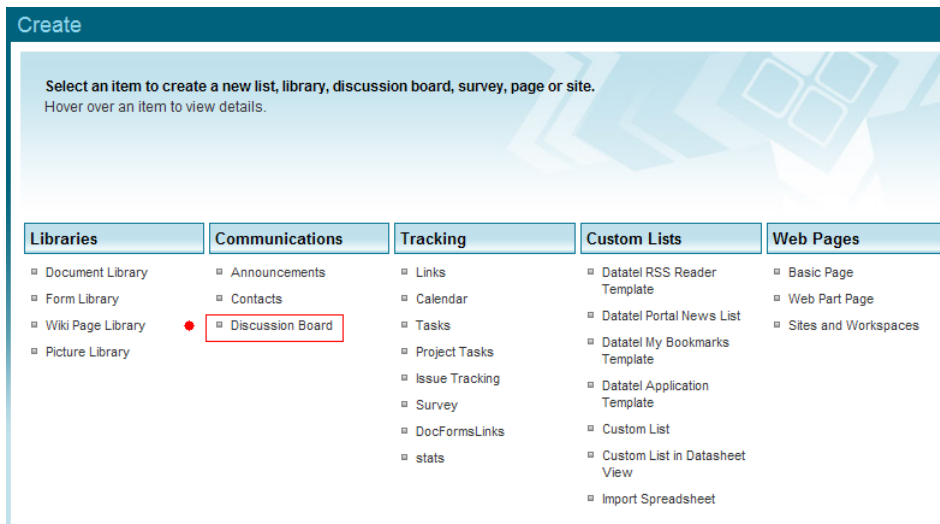 Create
Select an item to create a new list, library, discussion board, survey, page or site.
Hover over an item to view details.
Libraries
Document Library
Form Library
Wiki Page Library
Picture Library
Communications
Announcements
Contacts
Discussion Board
Tracking
Links
Calendar
Tasks
Project Tasks
Issue Tracking
Survey
DocFormsLinks
stats
Custom Lists
Datatel RSS Reader
Template
Datatel Portal News List
Datatel My Bookmarks
Template
Datatel Application
Template
Custom List
Custom List in Datasheet
View
Import Spreadsheet
Web Pages
Basic Page
Web Part Page
Sites and Workspaces